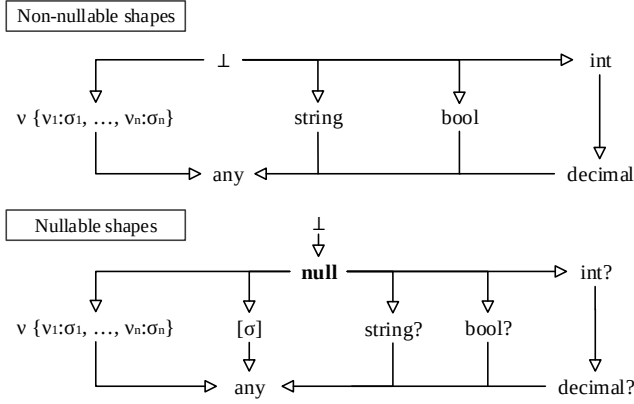 Non-nullable shapes
⊥ int
ν {ν₁:σ₁, …, νₙ:σₙ} string bool
any decimal
Nullable shapes
⊥
null int?
ν {ν₁:σ₁, …, νₙ:σₙ} [σ] string? bool?
any decimal?